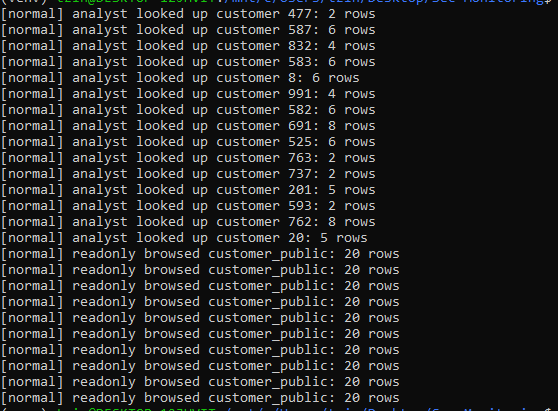 [normal] analyst looked up customer 477: 2 rows
[normal] analyst looked up customer 587: 6 rows
[normal] analyst looked up customer 832: 4 rows
[normal] analyst looked up customer 583: 6 rows
[normal] analyst looked up customer 8: 6 rows
[normal] analyst looked up customer 991: 4 rows
[normal] analyst looked up customer 582: 6 rows
[normal] analyst looked up customer 691: 8 rows
[normal] analyst looked up customer 525: 6 rows
[normal] analyst looked up customer 763: 2 rows
[normal] analyst looked up customer 737: 2 rows
[normal] analyst looked up customer 201: 5 rows
[normal] analyst looked up customer 593: 2 rows
[normal] analyst looked up customer 762: 8 rows
[normal] analyst looked up customer 20: 5 rows
[normal] readonly browsed customer_public: 20 rows
[normal] readonly browsed customer_public: 20 rows
[normal] readonly browsed customer_public: 20 rows
[normal] readonly browsed customer_public: 20 rows
[normal] readonly browsed customer_public: 20 rows
[normal] readonly browsed customer_public: 20 rows
[normal] readonly browsed customer_public: 20 rows
[normal] readonly browsed customer_public: 20 rows
[normal] readonly browsed customer_public: 20 rows
[normal] readonly browsed customer_public: 20 rows